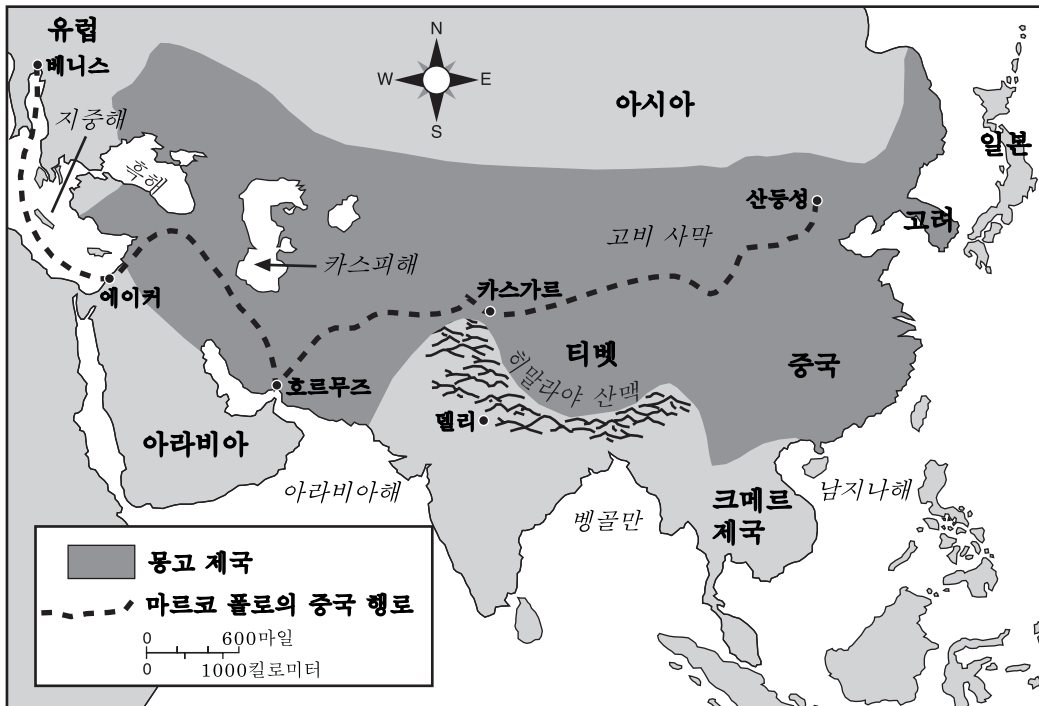 유럽
베니스
지중해
흑해
N
W
E
S
아시아
일본
산둥성
고려
고비 사막
카스피해
에이커
카스가르
티벳
중국
히말라야 산맥
호르무즈
델리
아라비아
아라비아해
벵골만
크메르
제국
남지나해
몽고 제국
마르코 폴로의 중국 행로
0 600마일
0 1000킬로미터